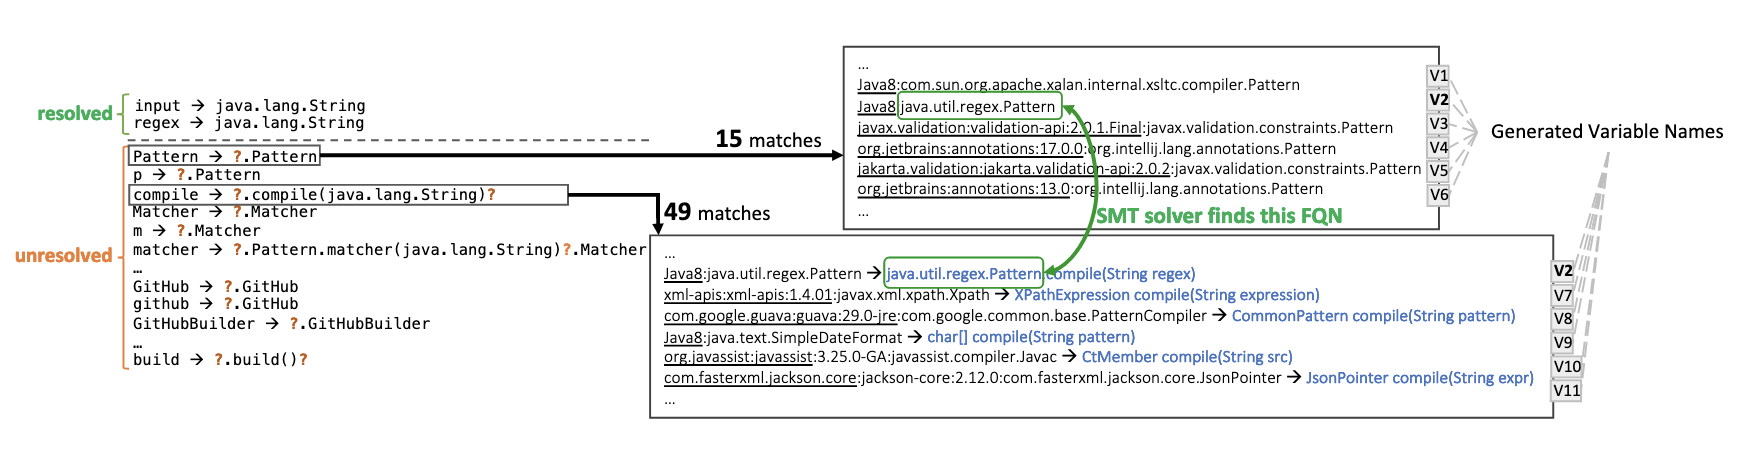 resolved
input → java.lang.String
regex → java.lang.String
unresolved
Pattern → ?.Pattern
p → ?.Pattern
compile → ?.compile(java.lang.String)?
Matcher → ?.Matcher
m → ?.Matcher
matcher → ?.Pattern.matcher(java.lang.String)?.Matcher
…
GitHub → ?.GitHub
github → ?.GitHub
GitHubBuilder → ?.GitHubBuilder
…
build → ?.build()?
15 matches
49 matches
…
Java8:com.sun.org.apache.xalan.internal.xsltc.compiler.Pattern
Java8:java.util.regex.Pattern
javax.validation:validation-api:2.0.1.Final:javax.validation.constraints.Pattern
org.jetbrains:annotations:17.0.0:org.intellij.lang.annotations.Pattern
jakarta.validation:jakarta.validation-api:2.0.2:javax.validation.constraints.Pattern
org.jetbrains:annotations:13.0:org.intellij.lang.annotations.Pattern
…
V1
V2
V3
V4
V5
V6
Generated Variable Names
SMT solver finds this FQN
…
Java8:java.util.regex.Pattern → java.util.regex.Pattern compile(String regex)
xml-apis:xml-apis:1.4.01:javax.xml.xpath.Xpath → XPathExpression compile(String expression)
com.google.guava:guava:29.0-jre:com.google.common.base.PatternCompiler → CommonPattern compile(String pattern)
Java8:java.text.SimpleDateFormat → char[] compile(String pattern)
org.javassist:javassist:3.25.0-GA:javassist.compiler.Javac → CtMember compile(String src)
com.fasterxml.jackson.core:jackson-core:2.12.0:com.fasterxml.jackson.core.JsonPointer → JsonPointer compile(String expr)
…
V2
V7
V8
V9
V10
V11